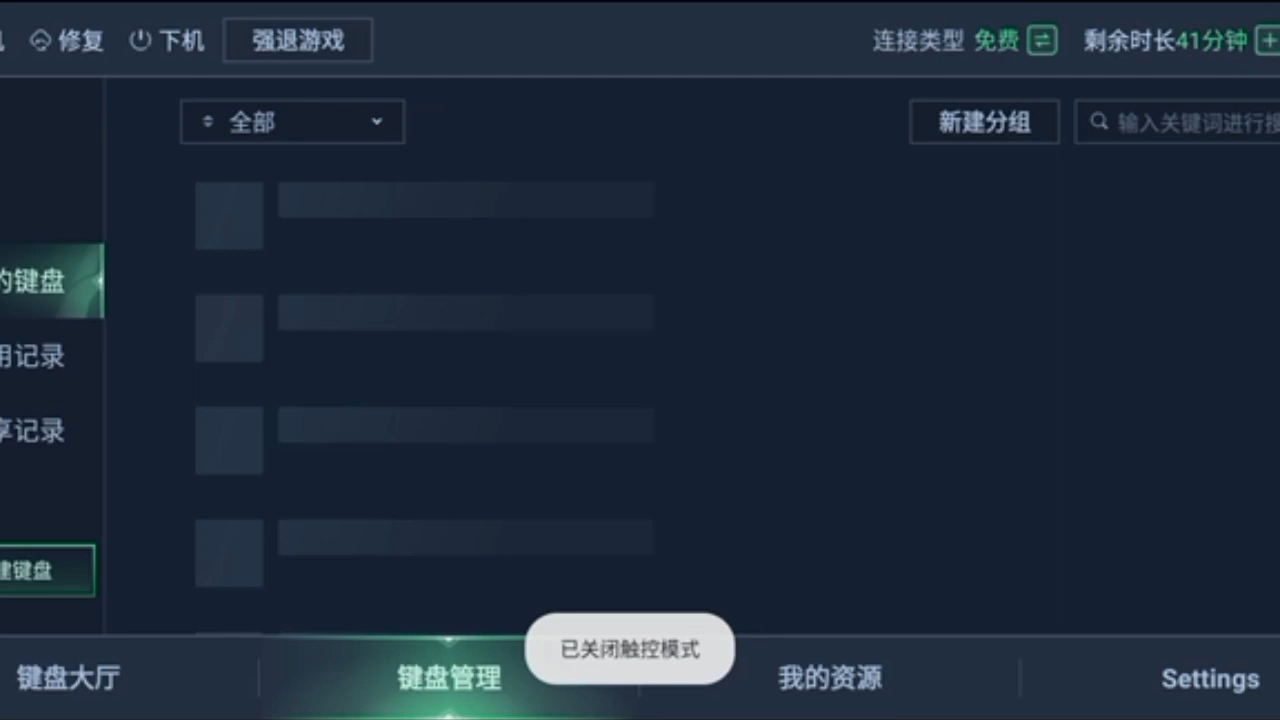 修复
下机
强退游戏
连接类型 免费
剩余时长41分钟
全部
新建分组
输入关键词进行搜
的键盘
用记录
享记录
建键盘
已关闭触控模式
键盘大厅
键盘管理
我的资源
Settings